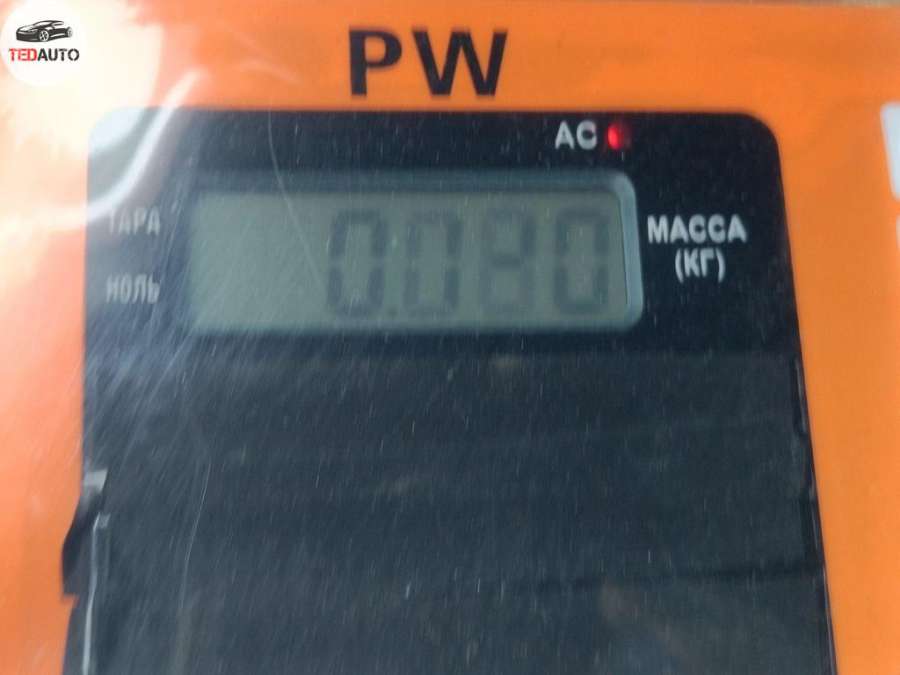 TEDAUTO
PW
AC
ТАРА
НОЛЬ
0.080
МАССА
(КГ)